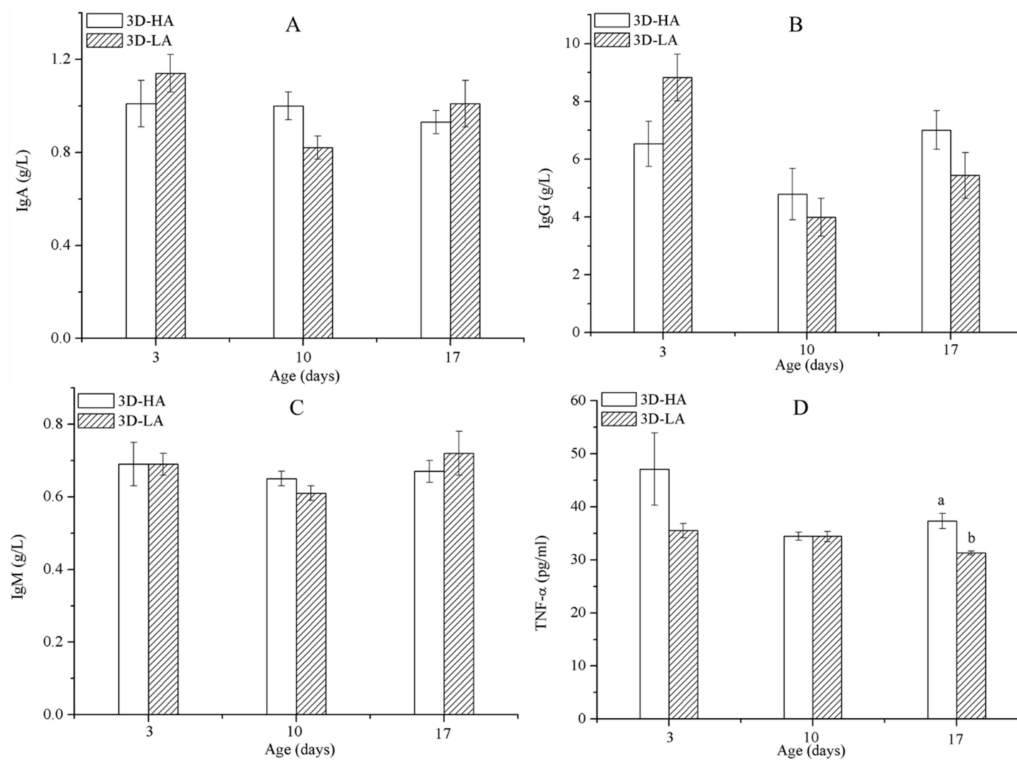 3D-HA
3D-LA
A
1.2
0.8
0.4
0.0
IgA (g/L)
3
10
17
Age (days)
3D-HA
3D-LA
B
10
8
6
4
2
0
IgG (g/L)
3
10
17
Age (days)
3D-HA
3D-LA
C
0.8
0.6
0.4
0.2
0.0
IgM (g/L)
3
10
17
Age (days)
3D-HA
3D-LA
D
60
50
40
30
20
10
0
TNF-α (pg/ml)
a
b
3
10
17
Age (days)